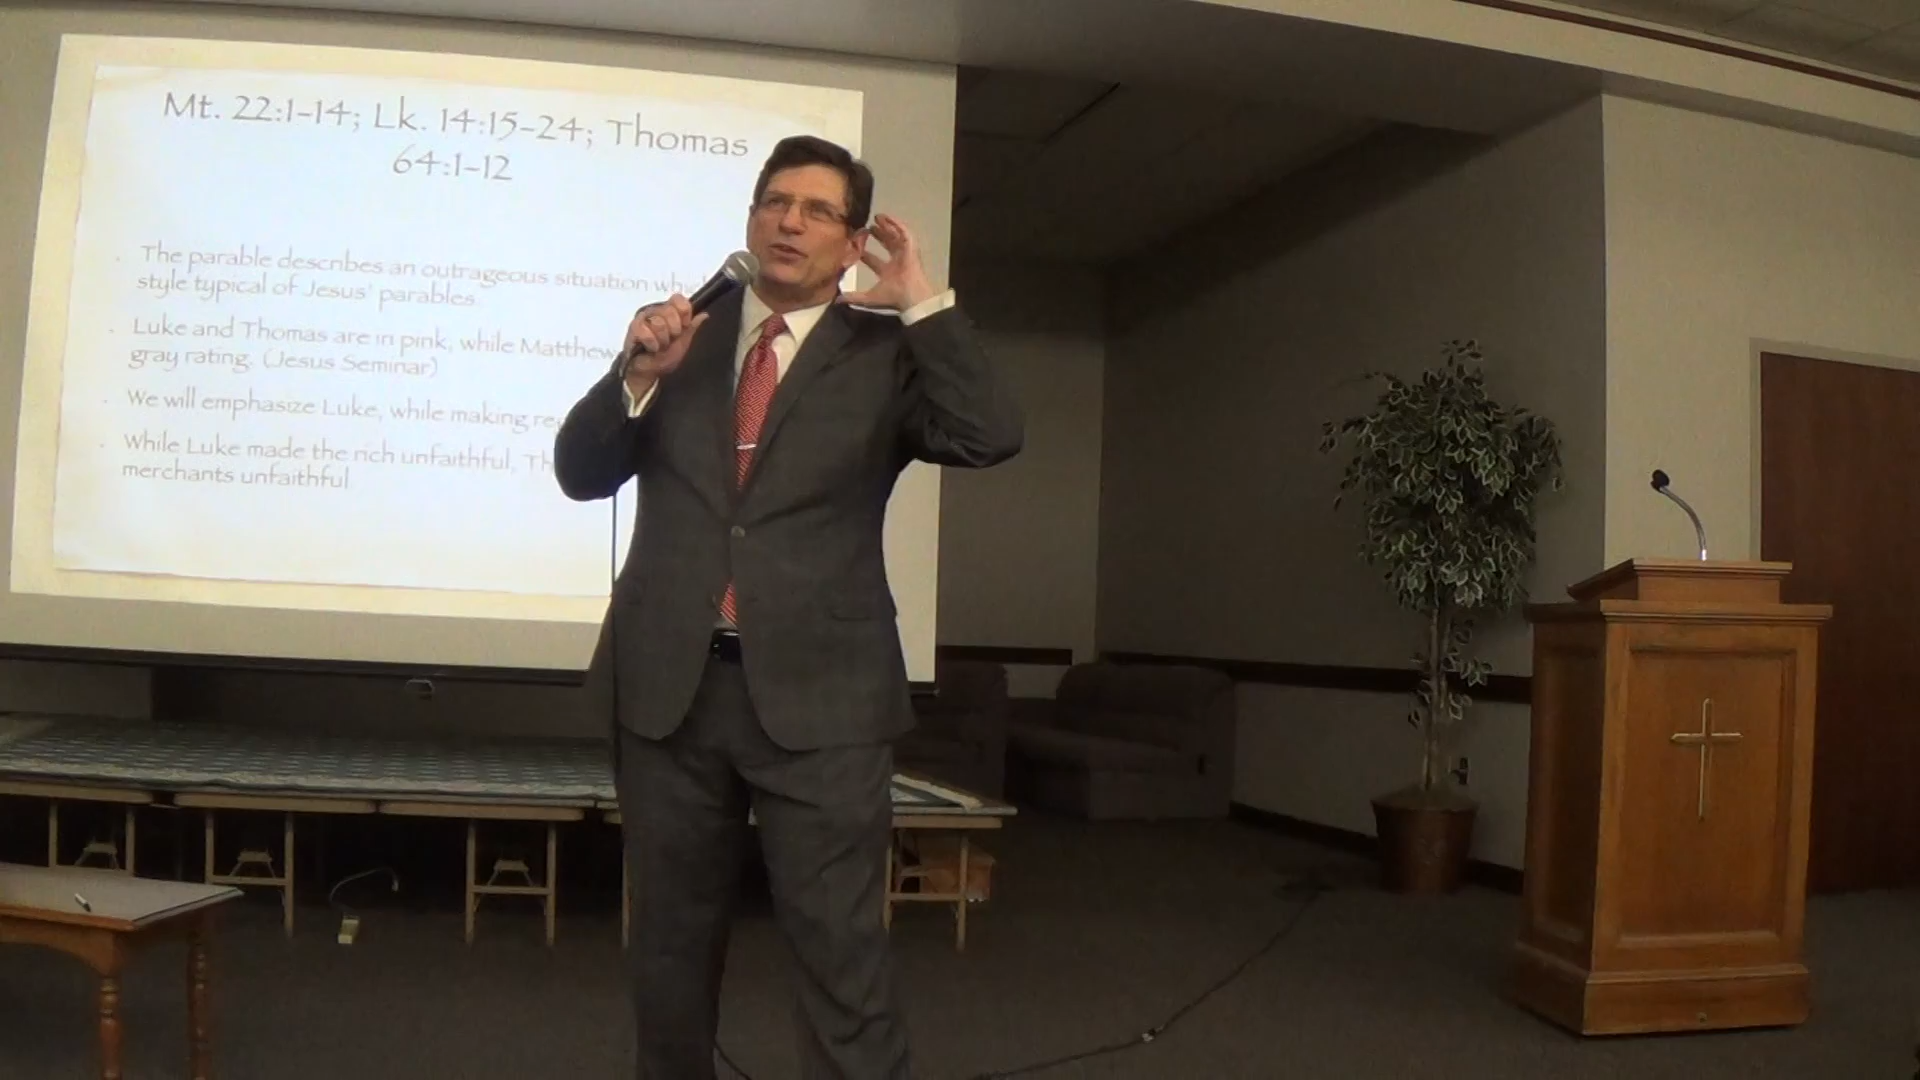 Mt. 22:1-14; Lk. 14:15-24; Thomas
64:1-12
The parable describes an outrageous situation
style typical of Jesus' parables.
Luke and Thomas are in pink, while Matthew
gray rating. (Jesus Seminar)
We will emphasize Luke, while making
While Luke made the rich unfaithful,
merchants unfaithful.